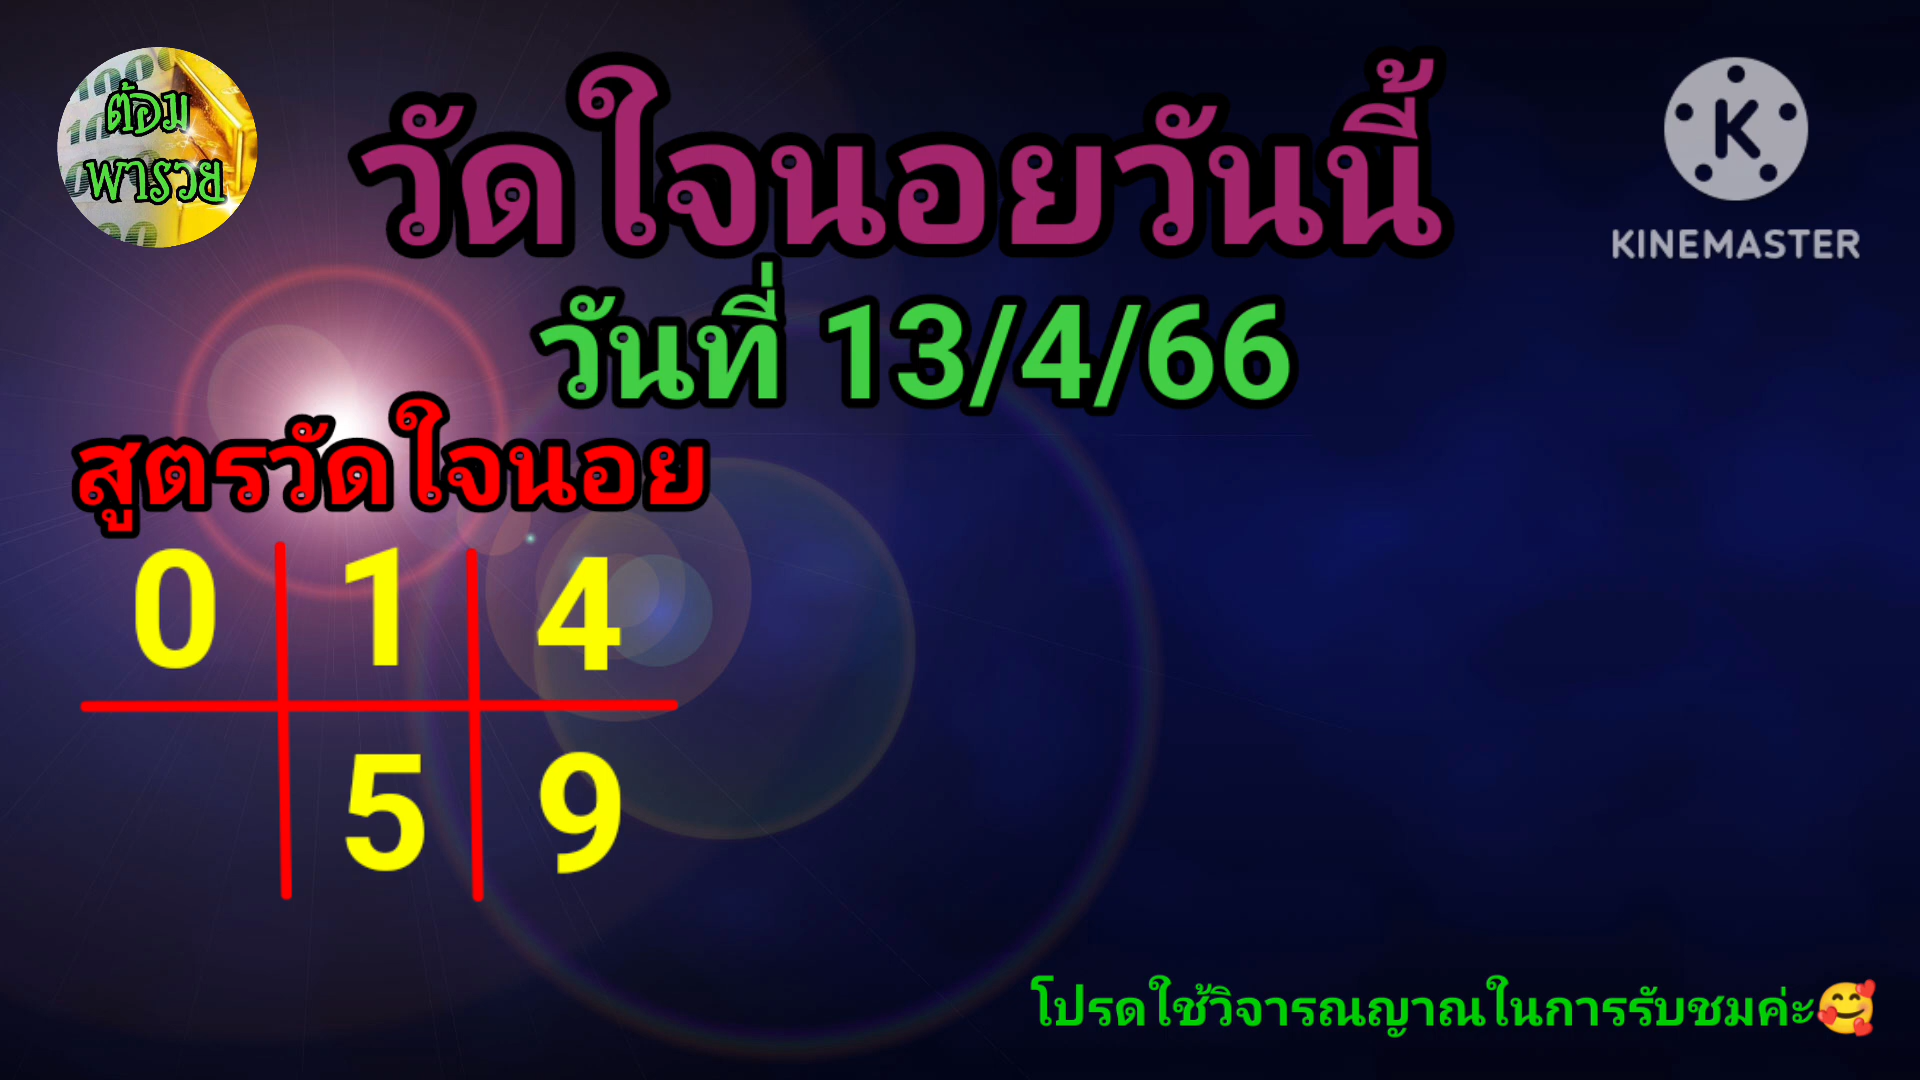 ต้อม
พารวย
วัดใจนอยวันนี้
KINEMASTER
วันที่ 13/4/66
สูตรวัดใจนอย
0 1 4
5 9
โปรดใช้วิจารณญาณในการรับชมค่ะ🥰